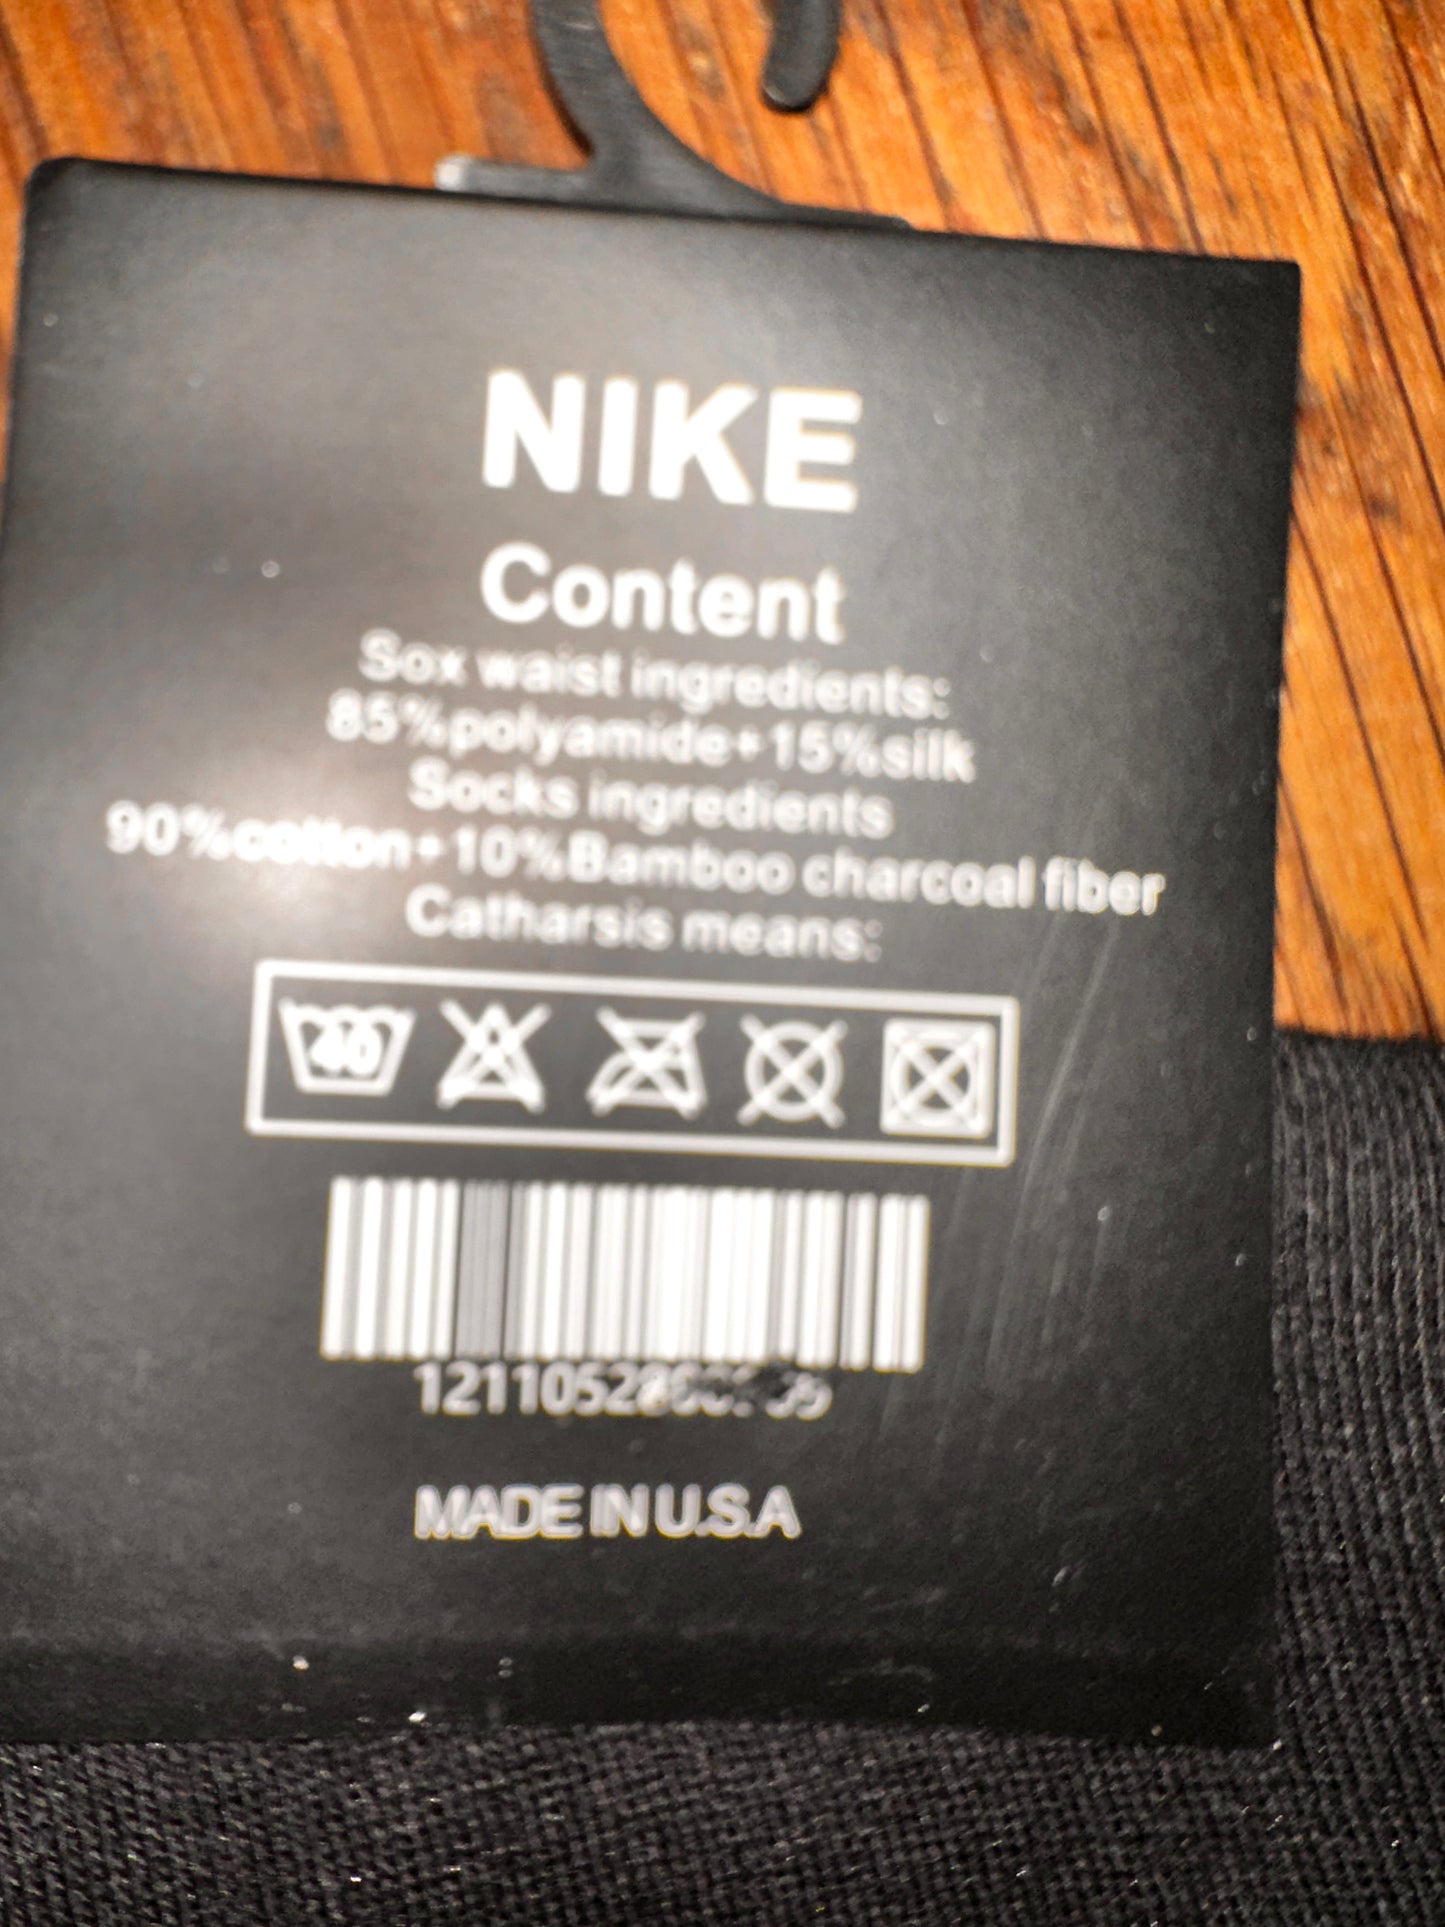 NIKE
Content
Sox waist ingredients:
85%polyamide+15%silk
Socks ingredients
90%cotton+10%Bamboo charcoal fiber
Catharsis means:
40
MADE IN U.S.A